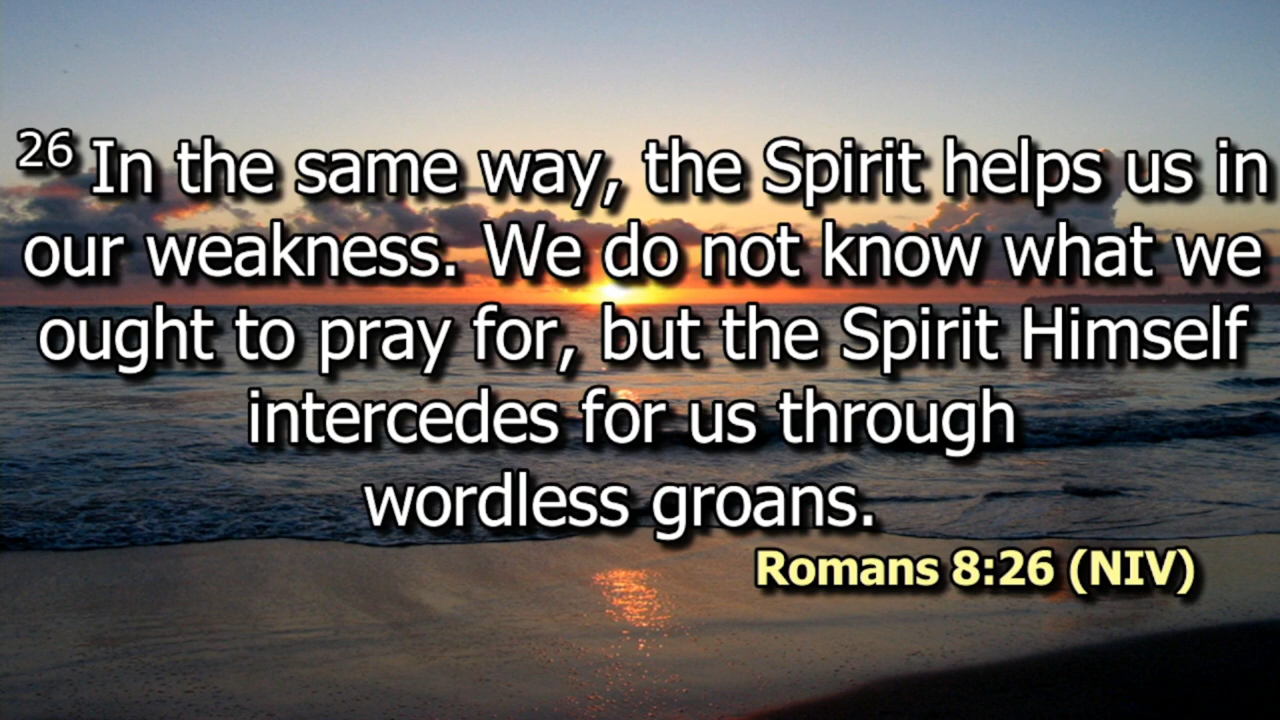 26 In the same way, the Spirit helps us in
our weakness. We do not know what we
ought to pray for, but the Spirit Himself
intercedes for us through
wordless groans.
Romans 8:26 (NIV)